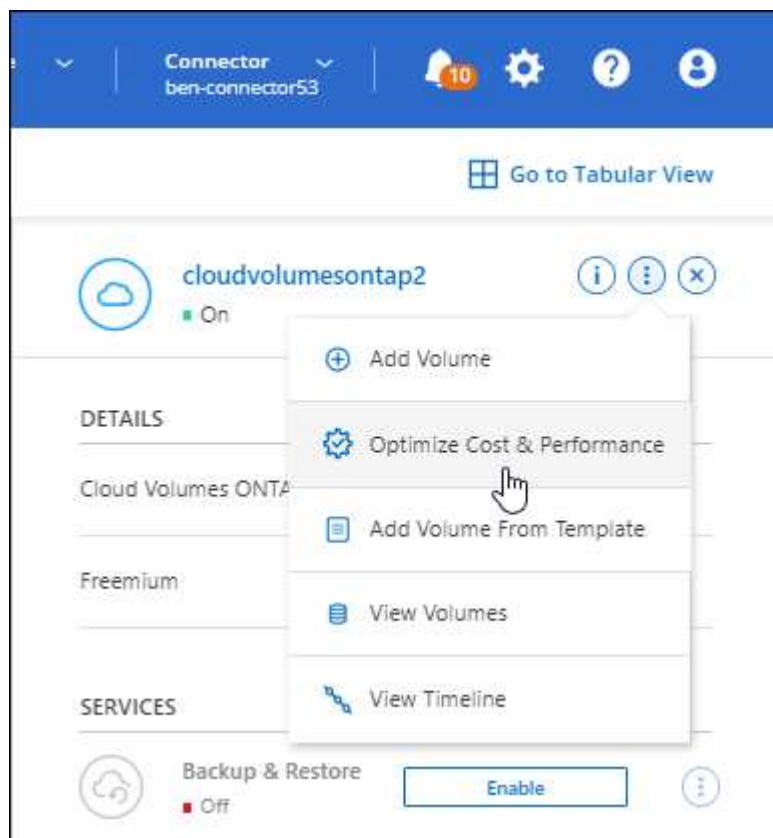 Connector
ben-connector53
10
Go to Tabular View
cloudvolumesontap2
On
Add Volume
DETAILS
Optimize Cost & Performance
Cloud Volumes ONTA
Add Volume From Template
Freemium
View Volumes
View Timeline
SERVICES
Backup & Restore
Enable
Off